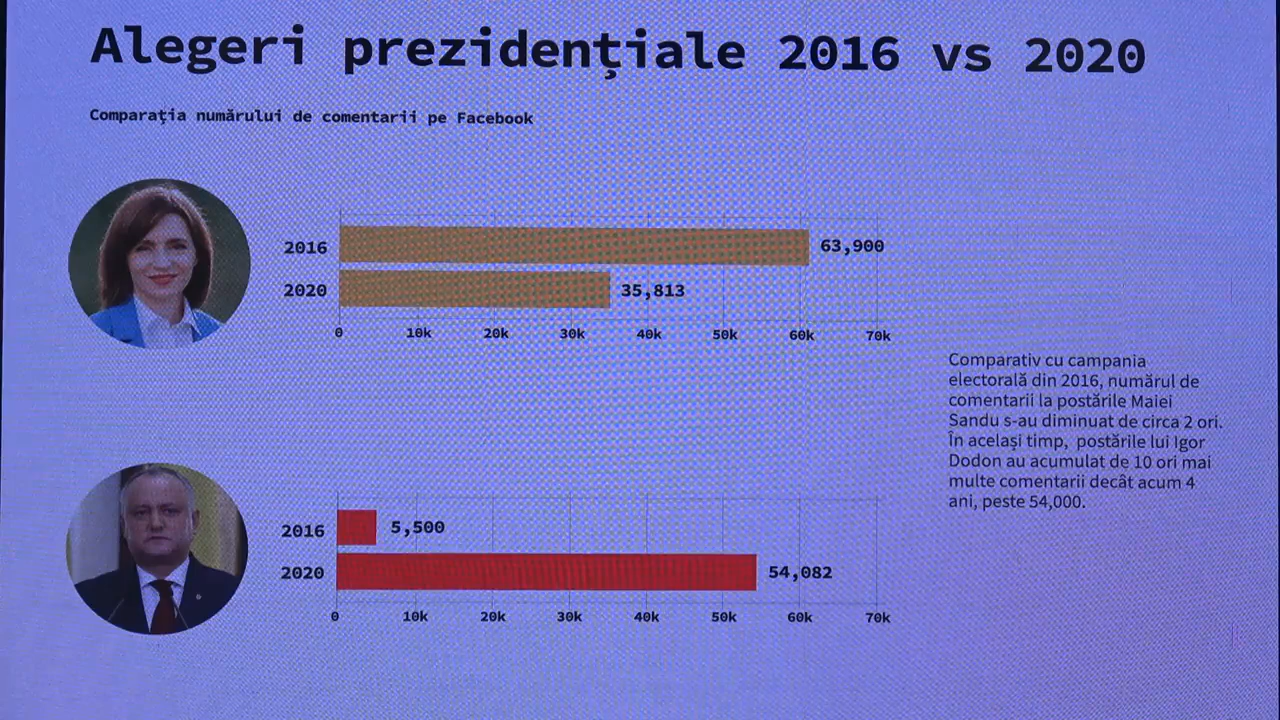 Alegeri prezidențiale 2016 vs 2020
Comparația numărului de comentarii pe Facebook
2016 63,900
2020 35,813
0 10k 20k 30k 40k 50k 60k 70k
Comparativ cu campania
electorală din 2016, numărul de
comentarii la postările Maiei
Sandu s-au diminuat de circa 2 ori.
În același timp, postările lui Igor
Dodon au acumulat de 10 ori mai
multe comentarii decât acum 4
ani, peste 54,000.
2016 5,500
2020 54,082
0 10k 20k 30k 40k 50k 60k 70k